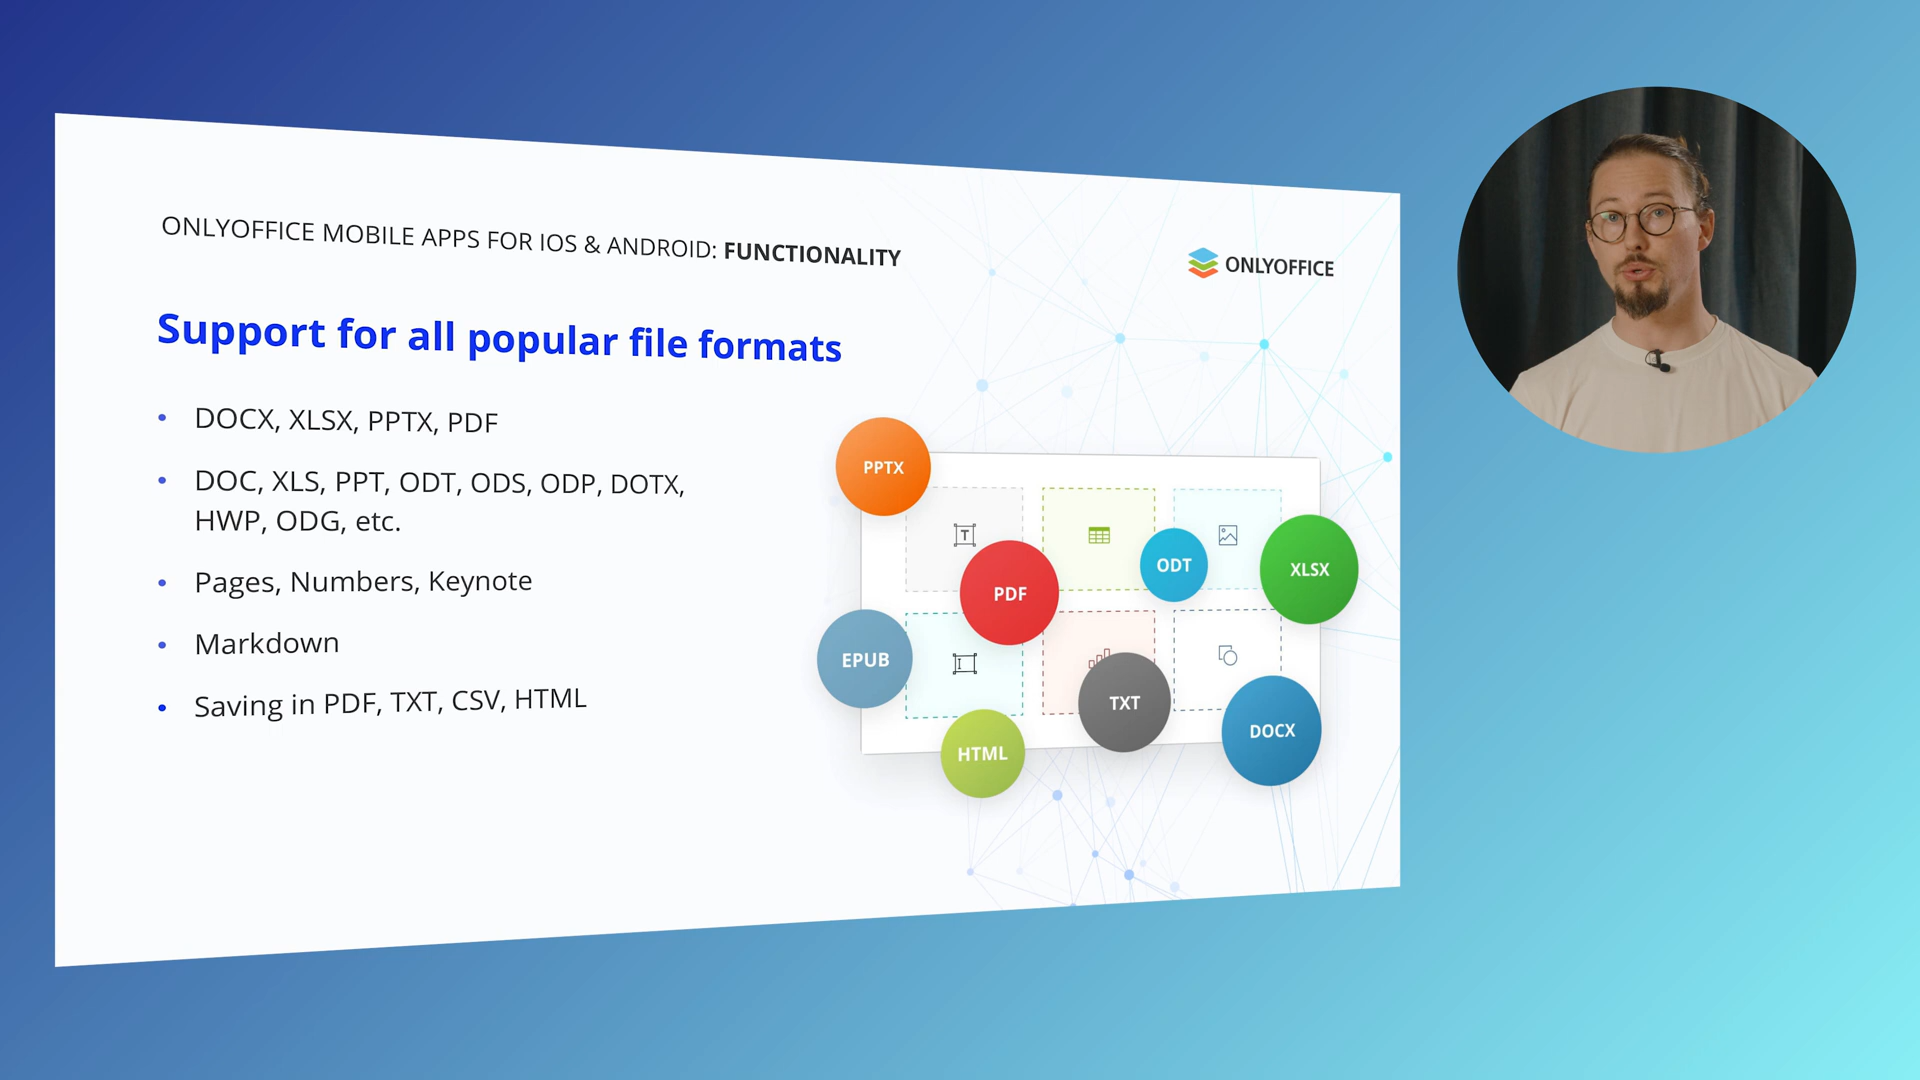 ONLYOFFICE MOBILE APPS FOR IOS & ANDROID: FUNCTIONALITY
ONLYOFFICE
Support for all popular file formats
• DOCX, XLSX, PPTX, PDF
• DOC, XLS, PPT, ODT, ODS, ODP, DOTX,
HWP, ODG, etc.
• Pages, Numbers, Keynote
• Markdown
• Saving in PDF, TXT, CSV, HTML
PPTX
T
PDF
ODT
XLSX
EPUB
TXT
HTML
DOCX